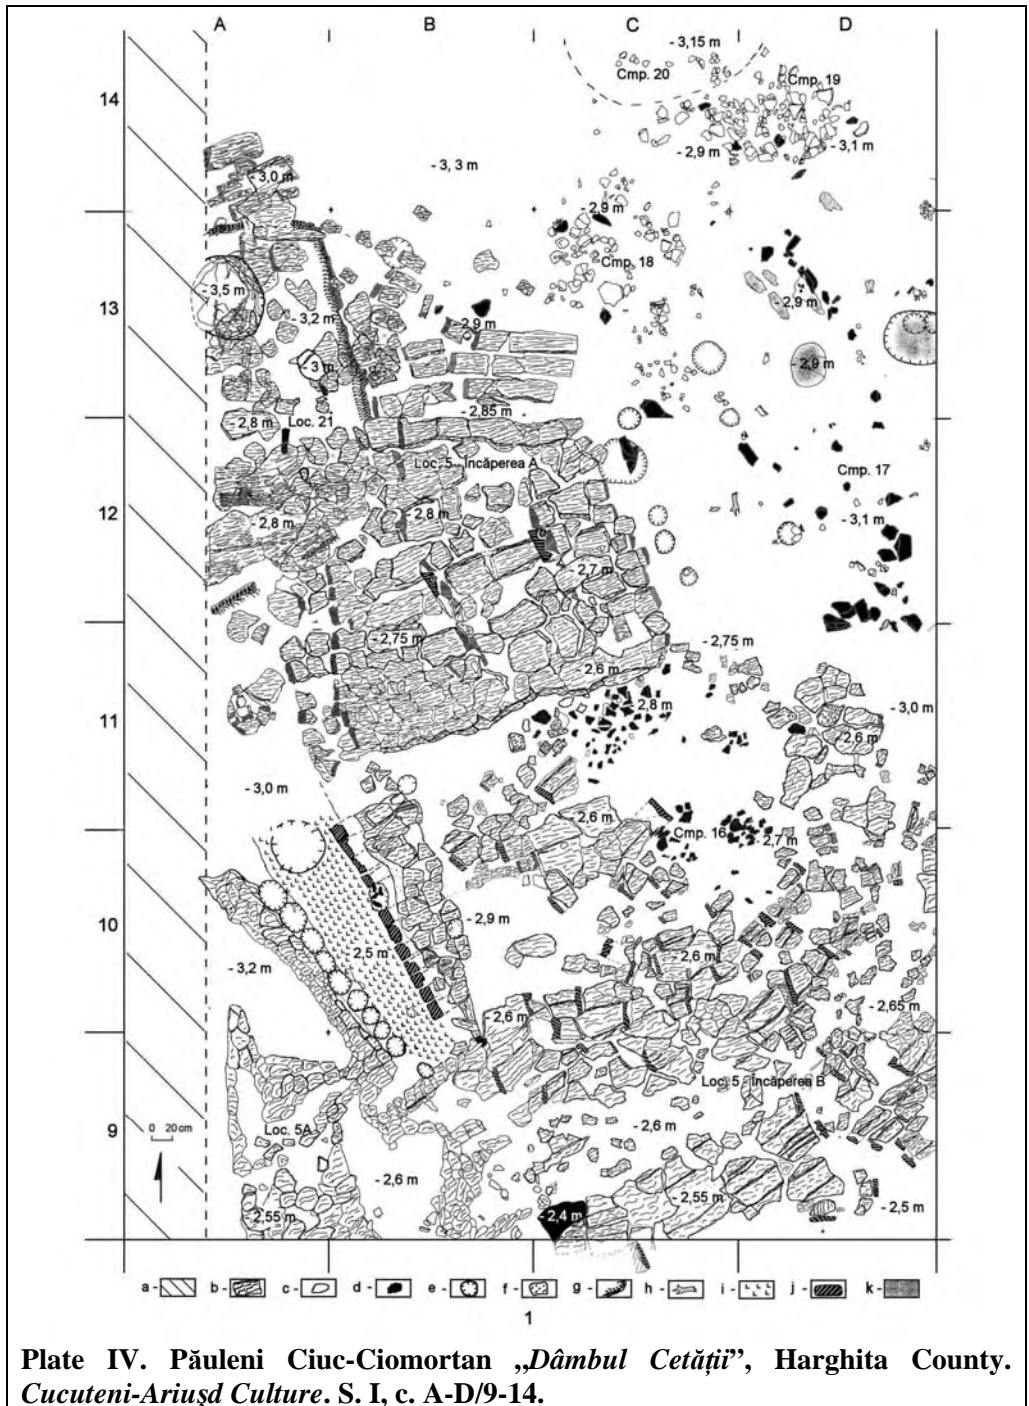 A B C D
- 3,15 m
Cmp. 20
Cmp. 19
14
- 2,9 m
- 3,1 m
- 3, 3 m
- 3,0 m
- 2,9 m
Cmp. 18
- 3,5 m
- 2,9 m
13
- 3,2 m
- 2,9 m
- 3 m
- 2,9 m
- 2,85 m
- 2,8 m
Loc. 21
Loc. 5 - Încăperea A
Cmp. 17
12
- 2,8 m
- 2,8 m
- 3,1 m
- 2,7 m
- 2,75 m
- 2,75 m
- 2,6 m
11
- 2,8 m
- 3,0 m
- 2,6 m
- 3,0 m
- 2,6 m
Cmp. 16
- 2,7 m
10
- 2,9 m
- 2,5 m
- 2,6 m
- 3,2 m
- 2,65 m
- 2,6 m
Loc. 5 - Încăperea B
0 20 cm
9
Loc. 5A
- 2,6 m
- 2,6 m
- 2,55 m
- 2,5 m
- 2,55 m
- 2,4 m
a - b - c - d - e - f - g - h - i - j - k -
1
Plate IV. Păuleni Ciuc-Ciomortan „Dâmbul Cetății”, Harghita County.
Cucuteni-Ariuşd Culture. S. I, c. A-D/9-14.